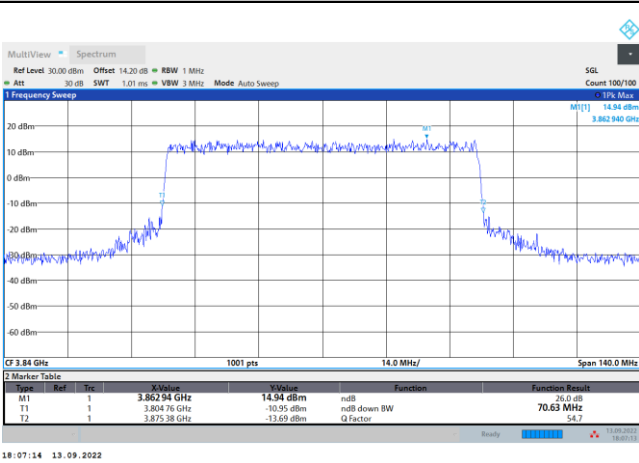 MultiView Spectrum
Ref Level 30.00 dBm Offset 14.20 dB RBW 1 MHz SGL
Att 30 dB SWT 1.01 ms VBW 3 MHz Mode Auto Sweep Count 100/100
1 Frequency Sweep 1Pk Max
M1[1] 14.94 dBm
3.862 940 GHz
20 dBm
M1
10 dBm
0 dBm
T1
-10 dBm
T2
-20 dBm
-30 dBm
-40 dBm
-50 dBm
-60 dBm
CF 3.84 GHz 1001 pts 14.0 MHz/ Span 140.0 MHz
2 Marker Table
Type Ref Trc X-Value Y-Value Function Function Result
M1 1 3.862 94 GHz 14.94 dBm ndB 26.0 dB
T1 1 3.804 76 GHz -10.95 dBm ndB down BW 70.63 MHz
T2 1 3.875 38 GHz -13.69 dBm Q Factor 54.7
Ready 13.09.2022
18:07:13
18:07:14 13.09.2022